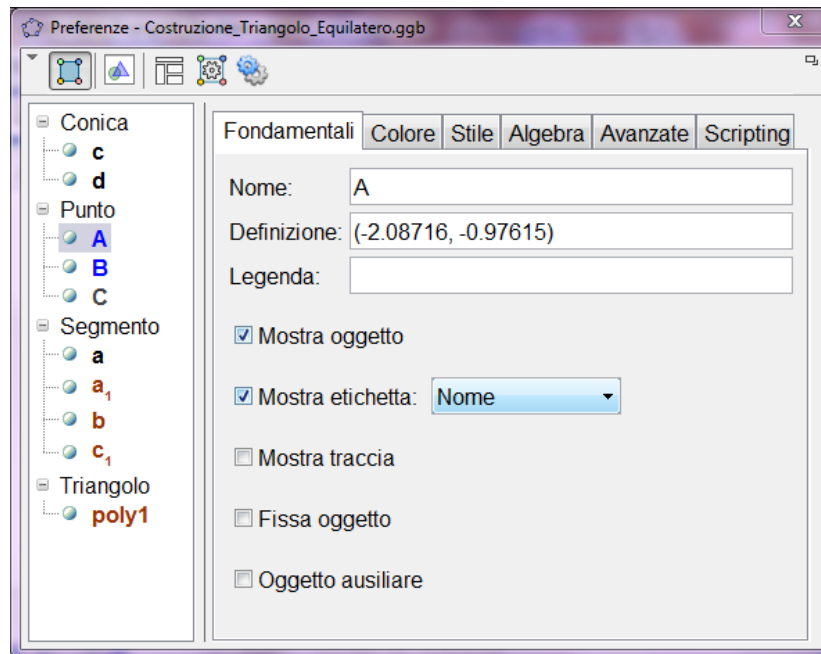 Preferenze - Costruzione_Triangolo_Equilatero.ggb
x
Conica
c
d
Punto
A
B
C
Segmento
a
a₁
b
c₁
Triangolo
poly1
Fondamentali Colore Stile Algebra Avanzate Scripting
Nome: A
Definizione: (-2.08716, -0.97615)
Legenda:
Mostra oggetto
Mostra etichetta: Nome
Mostra traccia
Fissa oggetto
Oggetto ausiliare